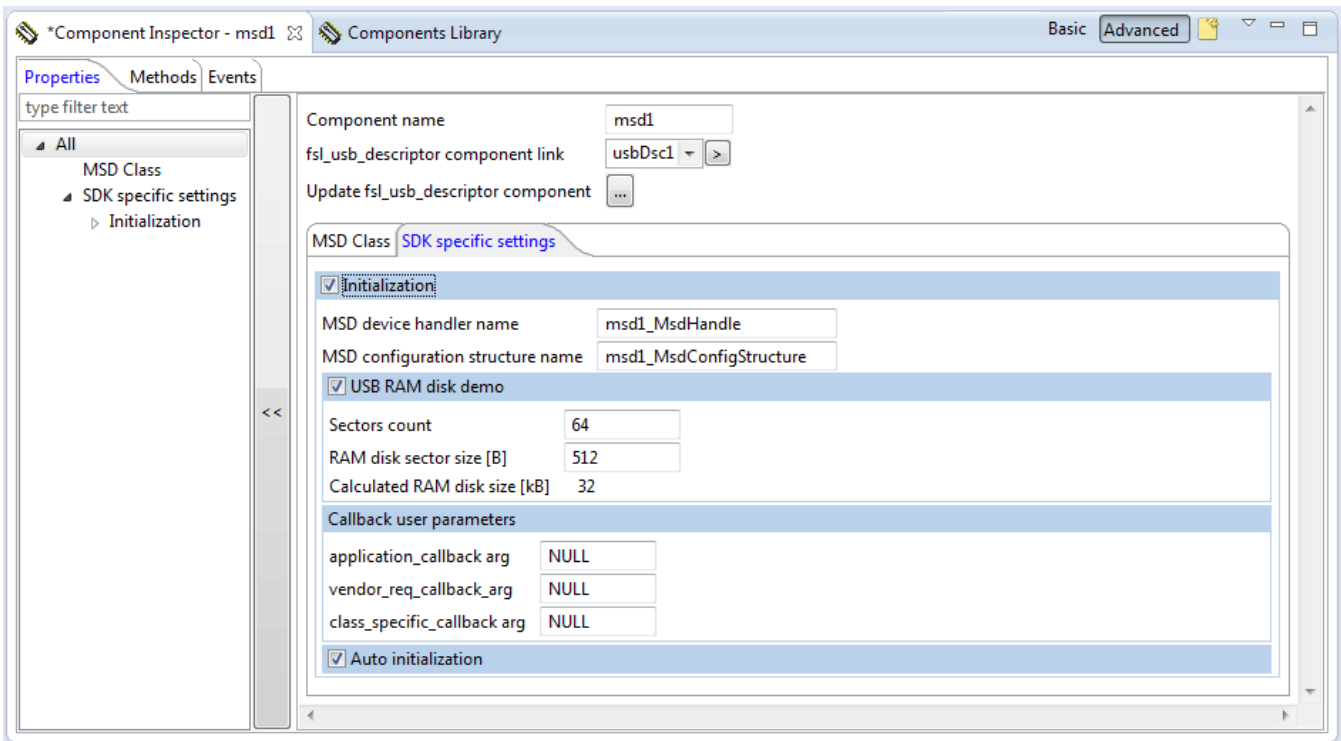 *Component Inspector - msd1 Components Library Basic Advanced
Properties Methods Events
type filter text
All
MSD Class
SDK specific settings
Initialization
<<
Component name msd1
fsl_usb_descriptor component link usbDsc1 >
Update fsl_usb_descriptor component ...
MSD Class SDK specific settings
Initialization
MSD device handler name msd1_MsdHandle
MSD configuration structure name msd1_MsdConfigStructure
USB RAM disk demo
Sectors count 64
RAM disk sector size [B] 512
Calculated RAM disk size [kB] 32
Callback user parameters
application_callback arg NULL
vendor_req_callback_arg NULL
class_specific_callback arg NULL
Auto initialization